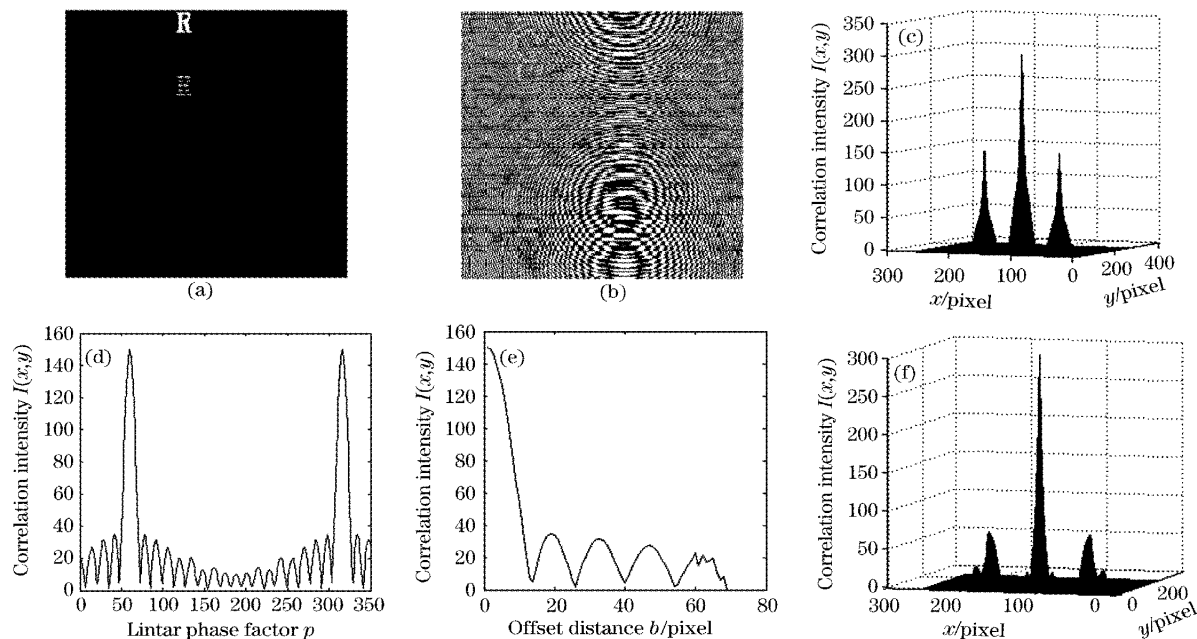 R
(a)
(b)
(c)
Correlation intensity I(x,y)
350
300
250
200
150
100
50
0
300
200
100
0
x/pixel
0
200
400
y/pixel
(d)
Correlation intensity I(x,y)
160
140
120
100
80
60
40
20
0
0 50 100 150 200 250 300 350
Lintar phase factor p
(e)
Correlation intensity I(x,y)
160
140
120
100
80
60
40
20
0
0 20 40 60 80
Offset distance b/pixel
(f)
Correlation intensity I(x,y)
300
250
200
150
100
50
0
300
200
100
0
x/pixel
0
200
y/pixel